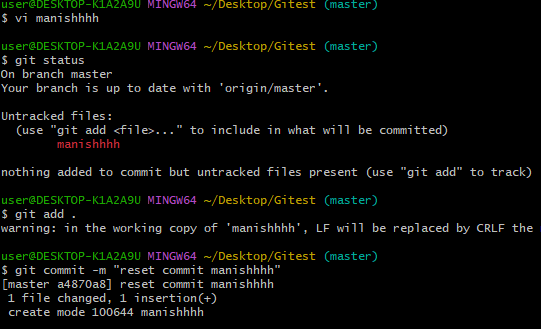 user@DESKTOP-K1A2A9U MINGW64 ~/Desktop/Gitest (master)
$ vi manishhhh
user@DESKTOP-K1A2A9U MINGW64 ~/Desktop/Gitest (master)
$ git status
On branch master
Your branch is up to date with 'origin/master'.
Untracked files:
  (use "git add <file>..." to include in what will be committed)
        manishhhh
nothing added to commit but untracked files present (use "git add" to track)
user@DESKTOP-K1A2A9U MINGW64 ~/Desktop/Gitest (master)
$ git add .
warning: in the working copy of 'manishhhh', LF will be replaced by CRLF the
user@DESKTOP-K1A2A9U MINGW64 ~/Desktop/Gitest (master)
$ git commit -m "reset commit manishhhh"
[master a4870a8] reset commit manishhhh
 1 file changed, 1 insertion(+)
 create mode 100644 manishhhh